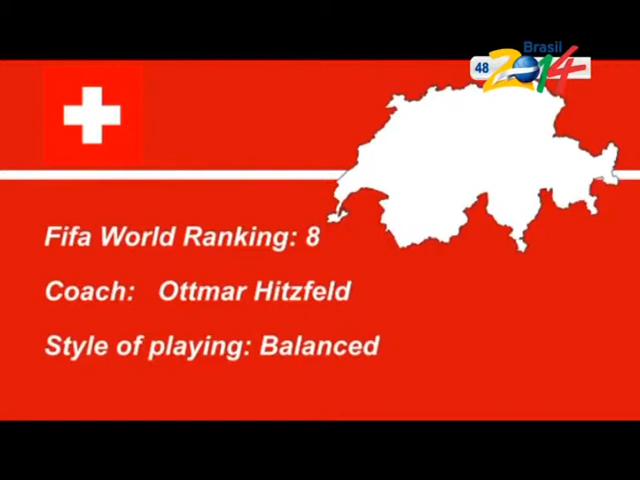 Brasil
48 2014
Fifa World Ranking: 8
Coach: Ottmar Hitzfeld
Style of playing: Balanced